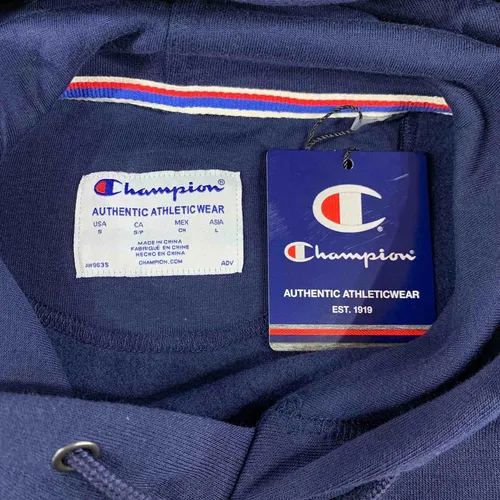 Champion
AUTHENTIC ATHLETICWEAR
USA CA MEX ASIA
S S/P CH L
MADE IN CHINA
FABRIQUÉ EN CHINE
HECHO EN CHINA
CHAMPION.COM
AW9635 ADV
Champion
AUTHENTIC ATHLETICWEAR
EST. 1919